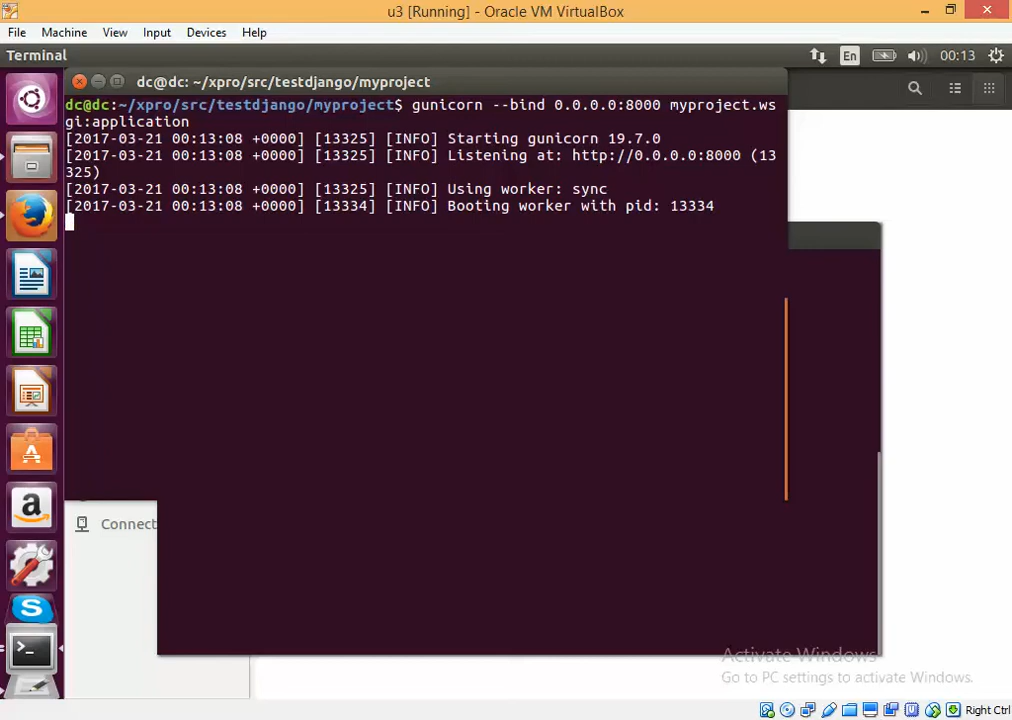 u3 [Running] - Oracle VM VirtualBox
File Machine View Input Devices Help
Terminal
En
00:13
dc@dc: ~/xpro/src/testdjango/myproject
dc@dc:~/xpro/src/testdjango/myproject$ gunicorn --bind 0.0.0.0:8000 myproject.ws
gi:application
[2017-03-21 00:13:08 +0000] [13325] [INFO] Starting gunicorn 19.7.0
[2017-03-21 00:13:08 +0000] [13325] [INFO] Listening at: http://0.0.0.0:8000 (13
325)
[2017-03-21 00:13:08 +0000] [13325] [INFO] Using worker: sync
[2017-03-21 00:13:08 +0000] [13334] [INFO] Booting worker with pid: 13334
Connect
Activate Windows
Go to PC settings to activate Windows.
Right Ctrl